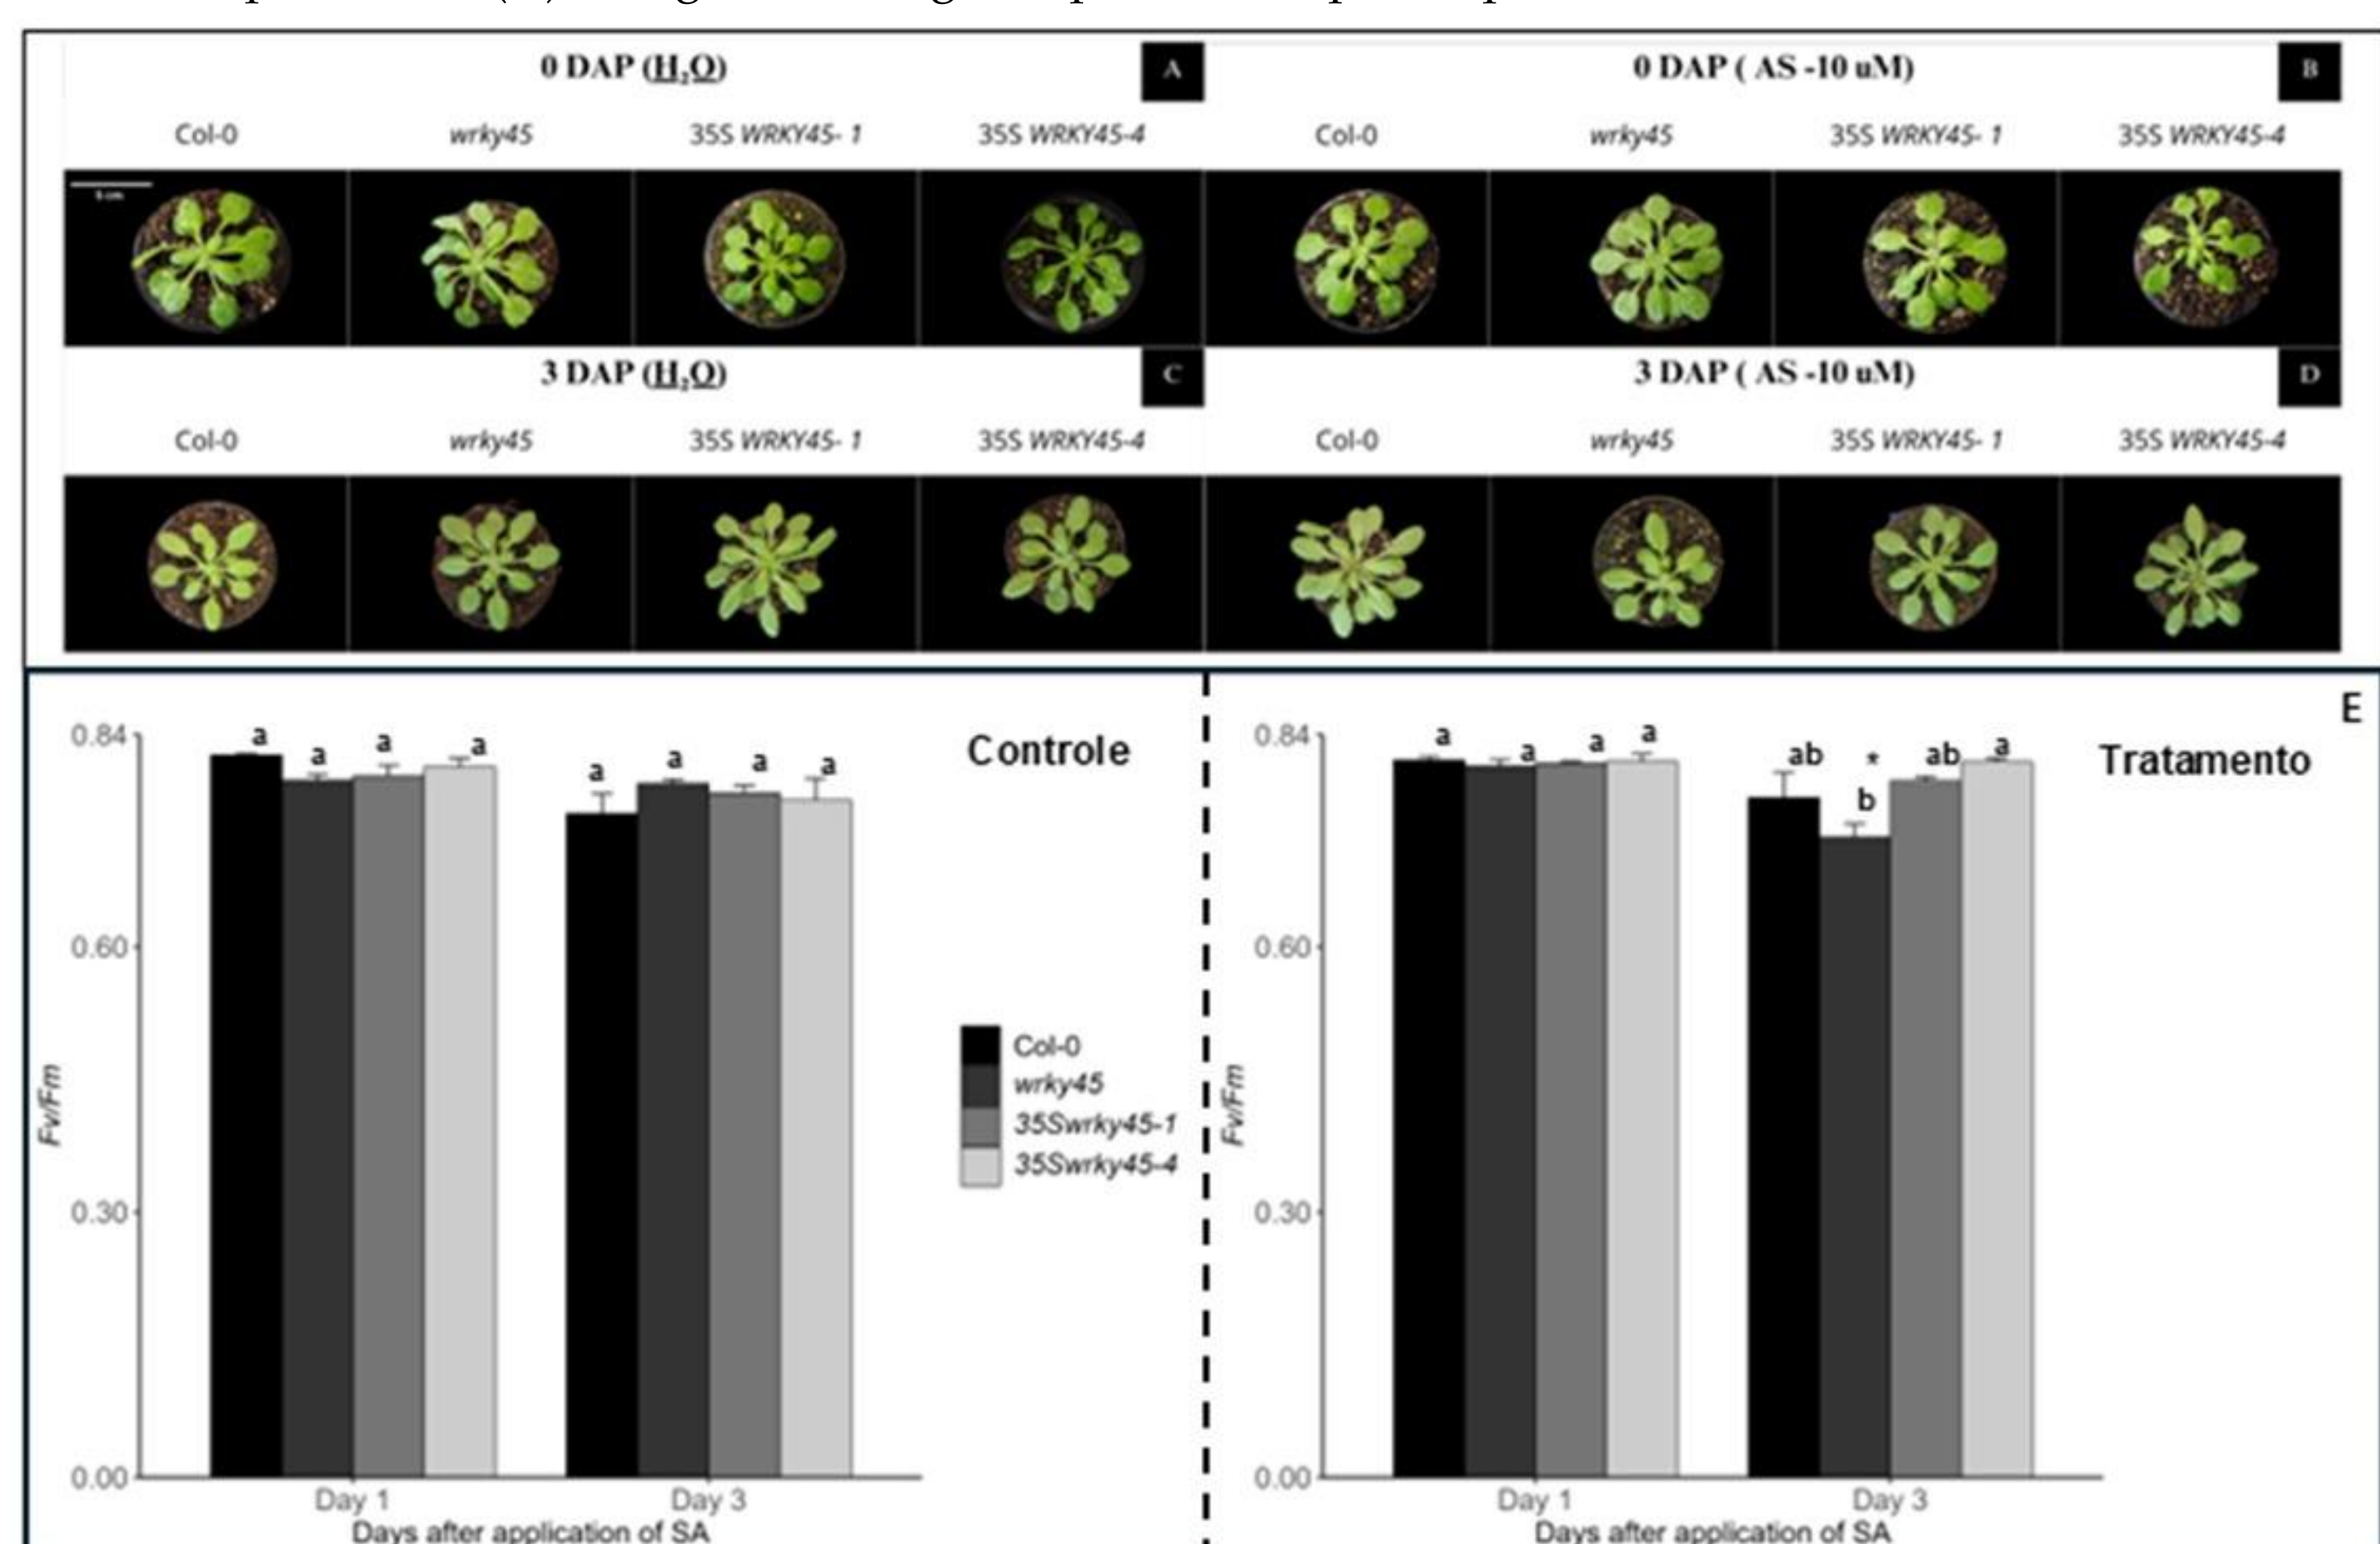 0 DAP (H₂O) A 0 DAP ( AS -10 uM) B
Col-0 wrky45 35S WRKY45- 1 35S WRKY45-4 Col-0 wrky45 35S WRKY45- 1 35S WRKY45-4
3 DAP (H₂O) C 3 DAP ( AS -10 uM) D
Col-0 wrky45 35S WRKY45- 1 35S WRKY45-4 Col-0 wrky45 35S WRKY45- 1 35S WRKY45-4
E
Controle
0.84
0.60
0.30
0.00
Fv/Fm
a a a a
a a a a
Day 1 Day 3
Days after application of SA
Col-0
wrky45
35Swrky45-1
35Swrky45-4
Tratamento
0.84
0.60
0.30
0.00
Fv/Fm
a a a a
ab * b ab a
Day 1 Day 3
Days after application of SA